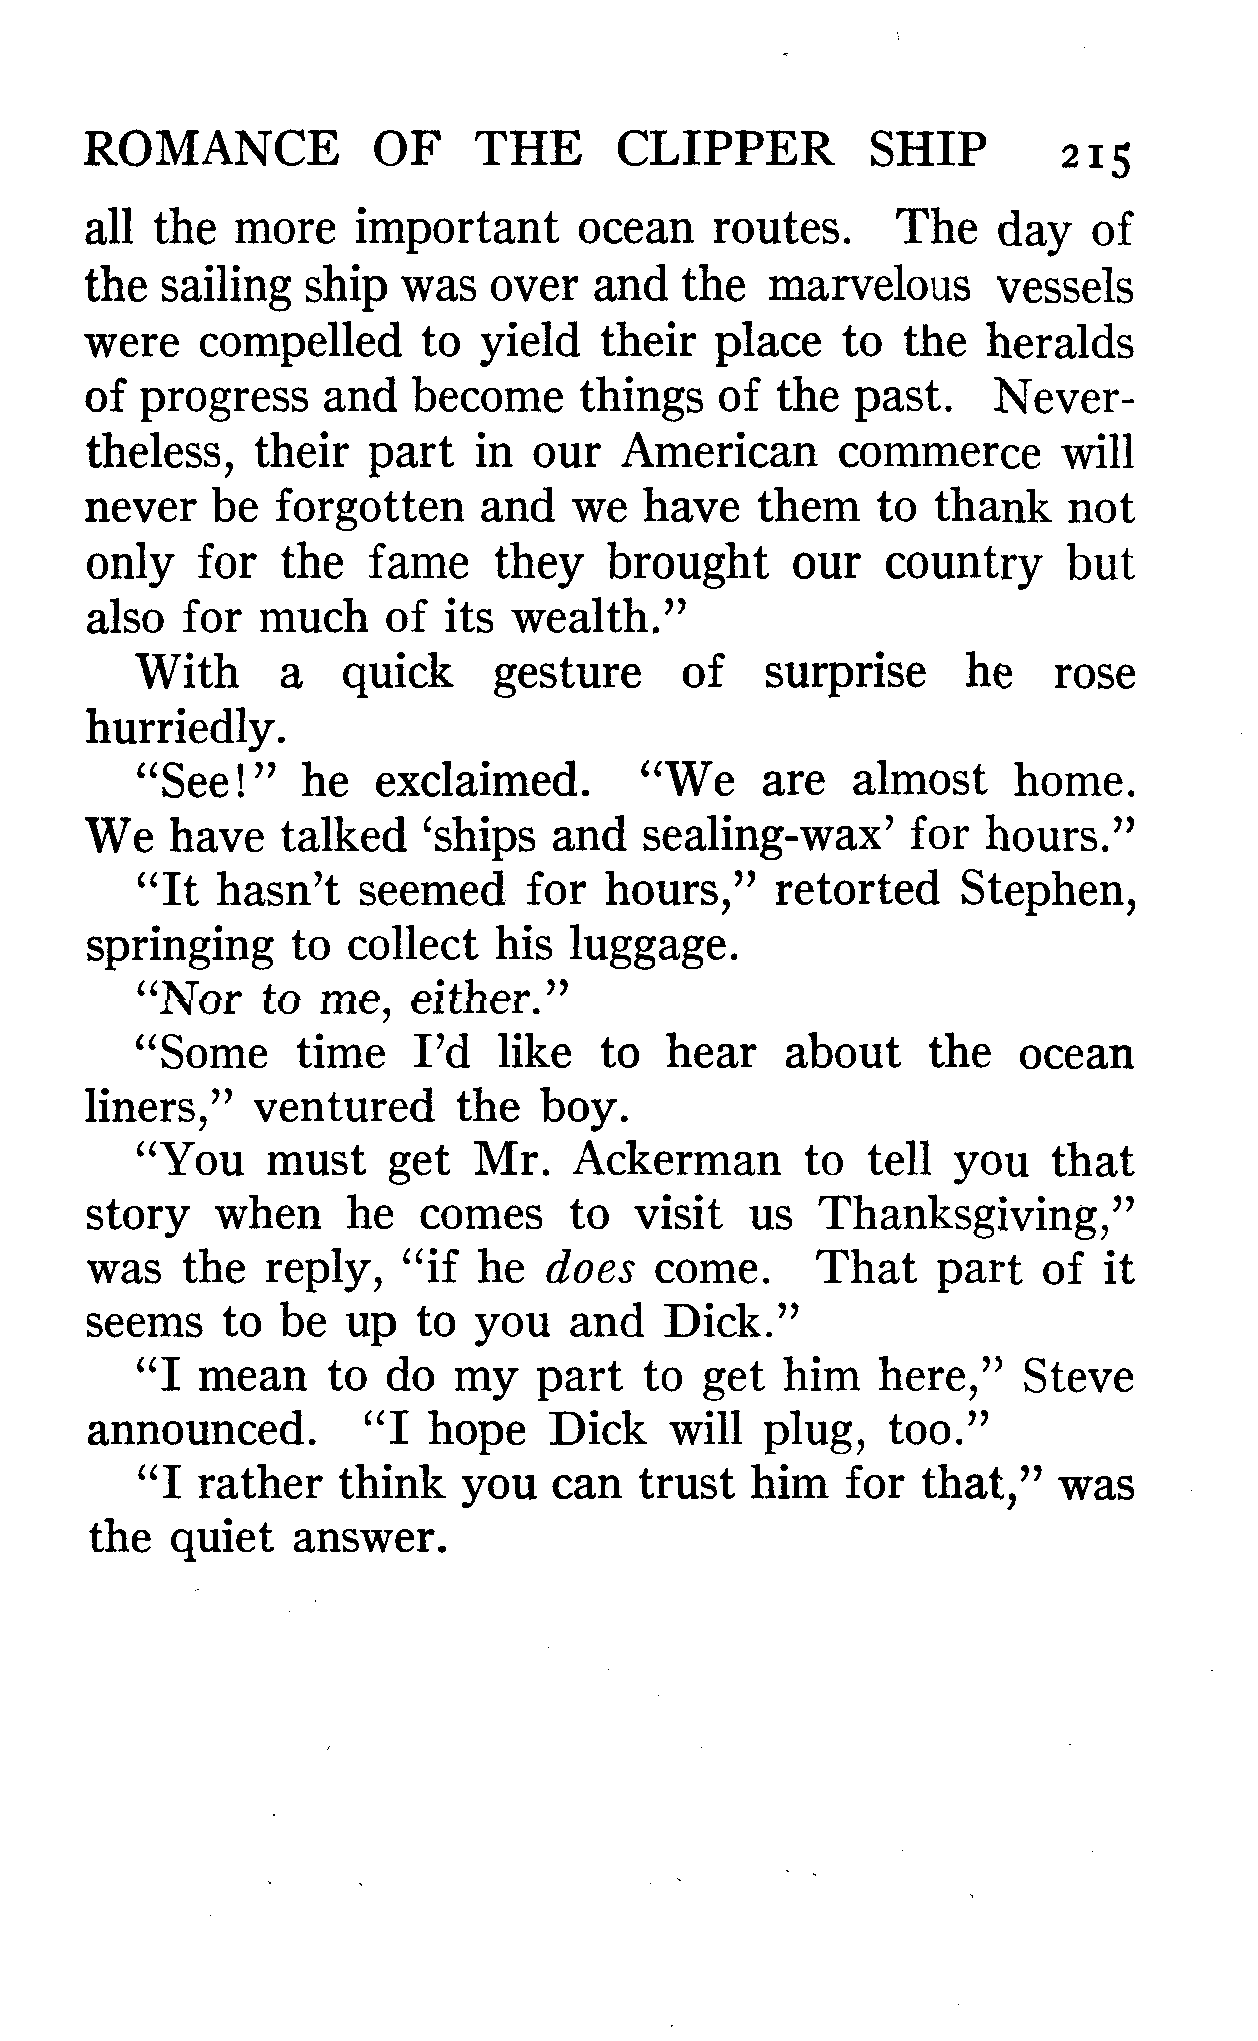 ROMANCE OF THE CLIPPER SHIP 215
all the more important ocean routes. The day of
the sailing ship was over and the marvelous vessels
were compelled to yield their place to the heralds
of progress and become things of the past. Never-
theless, their part in our American commerce will
never be forgotten and we have them to thank not
only for the fame they brought our country but
also for much of its wealth.”
With a quick gesture of surprise he rose
hurriedly.
“See!” he exclaimed. “We are almost home.
We have talked ‘ships and sealing-wax’ for hours.”
“It hasn’t seemed for hours,” retorted Stephen,
springing to collect his luggage.
“Nor to me, either.”
“Some time I’d like to hear about the ocean
liners,” ventured the boy.
“You must get Mr. Ackerman to tell you that
story when he comes to visit us Thanksgiving,”
was the reply, “if he does come. That part of it
seems to be up to you and Dick.”
“I mean to do my part to get him here,” Steve
announced. “I hope Dick will plug, too.”
“I rather think you can trust him for that,” was
the quiet answer.